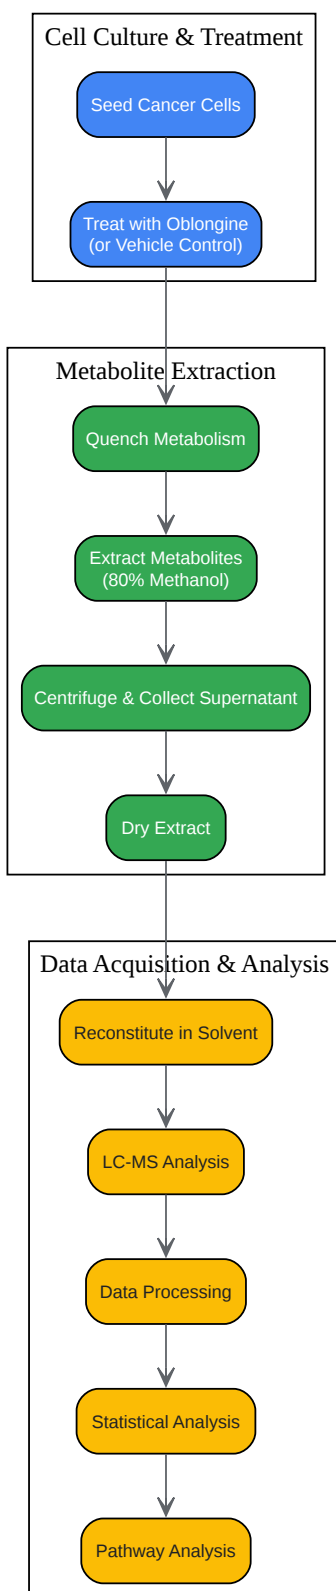 Cell Culture & Treatment
Seed Cancer Cells
Treat with Oblongine
(or Vehicle Control)
Metabolite Extraction
Quench Metabolism
Extract Metabolites
(80% Methanol)
Centrifuge & Collect Supernatant
Dry Extract
Data Acquisition & Analysis
Reconstitute in Solvent
LC-MS Analysis
Data Processing
Statistical Analysis
Pathway Analysis